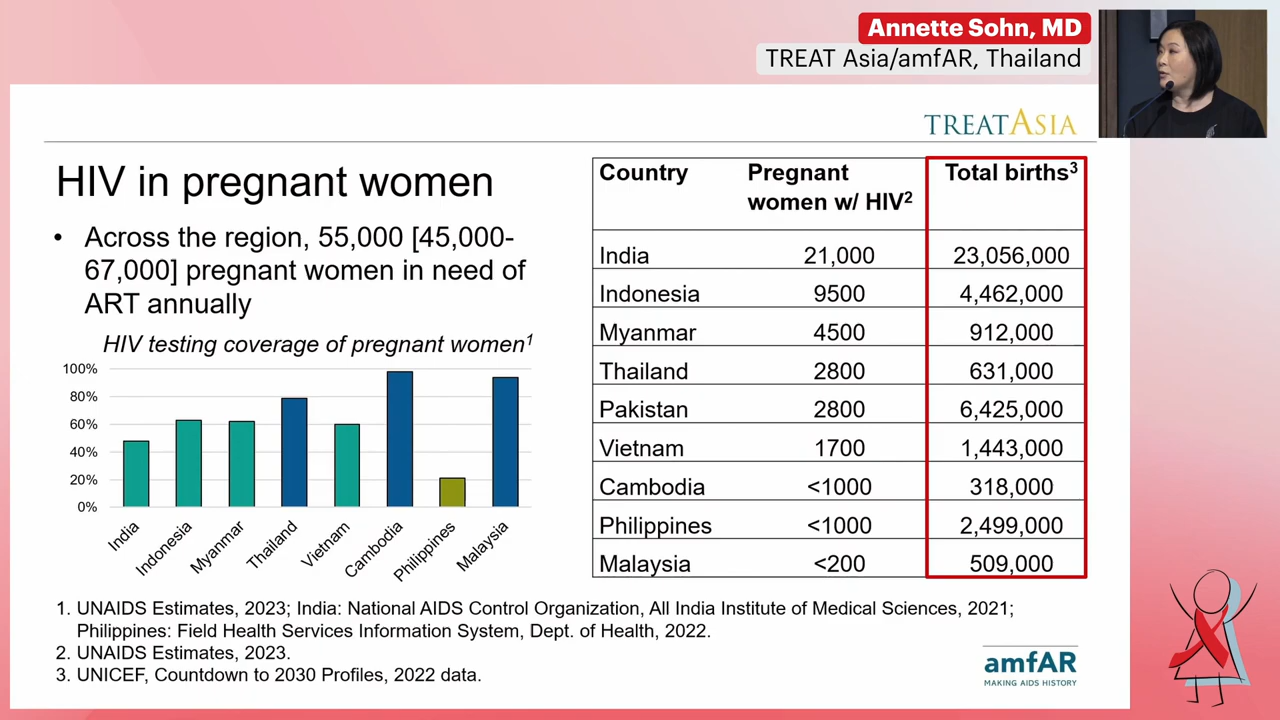 Annette Sohn, MD
TREAT Asia/amfAR, Thailand
TREATASIA
HIV in pregnant women
• Across the region, 55,000 [45,000-
67,000] pregnant women in need of
ART annually
HIV testing coverage of pregnant women1
100%
80%
60%
40%
20%
0%
India
Indonesia
Myanmar
Thailand
Vietnam
Cambodia
Philippines
Malaysia
Country Pregnant women w/ HIV2 Total births3
India 21,000 23,056,000
Indonesia 9500 4,462,000
Myanmar 4500 912,000
Thailand 2800 631,000
Pakistan 2800 6,425,000
Vietnam 1700 1,443,000
Cambodia <1000 318,000
Philippines <1000 2,499,000
Malaysia <200 509,000
1. UNAIDS Estimates, 2023; India: National AIDS Control Organization, All India Institute of Medical Sciences, 2021;
Philippines: Field Health Services Information System, Dept. of Health, 2022.
2. UNAIDS Estimates, 2023.
3. UNICEF, Countdown to 2030 Profiles, 2022 data.
amfAR
MAKING AIDS HISTORY